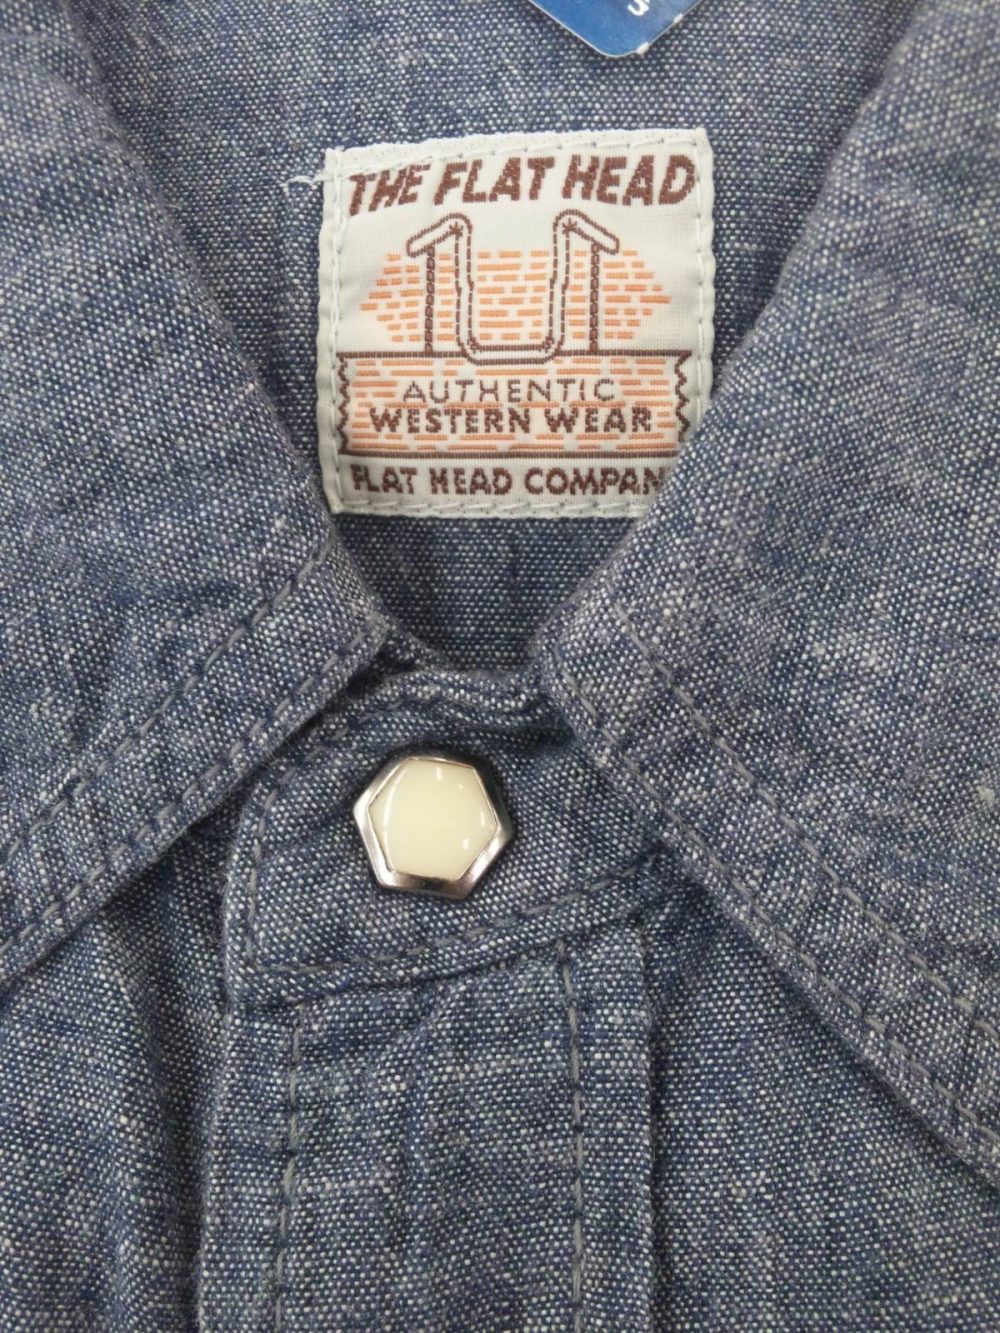 THE FLAT HEAD
AUTHENTIC
WESTERN WEAR
FLAT HEAD COMPAN